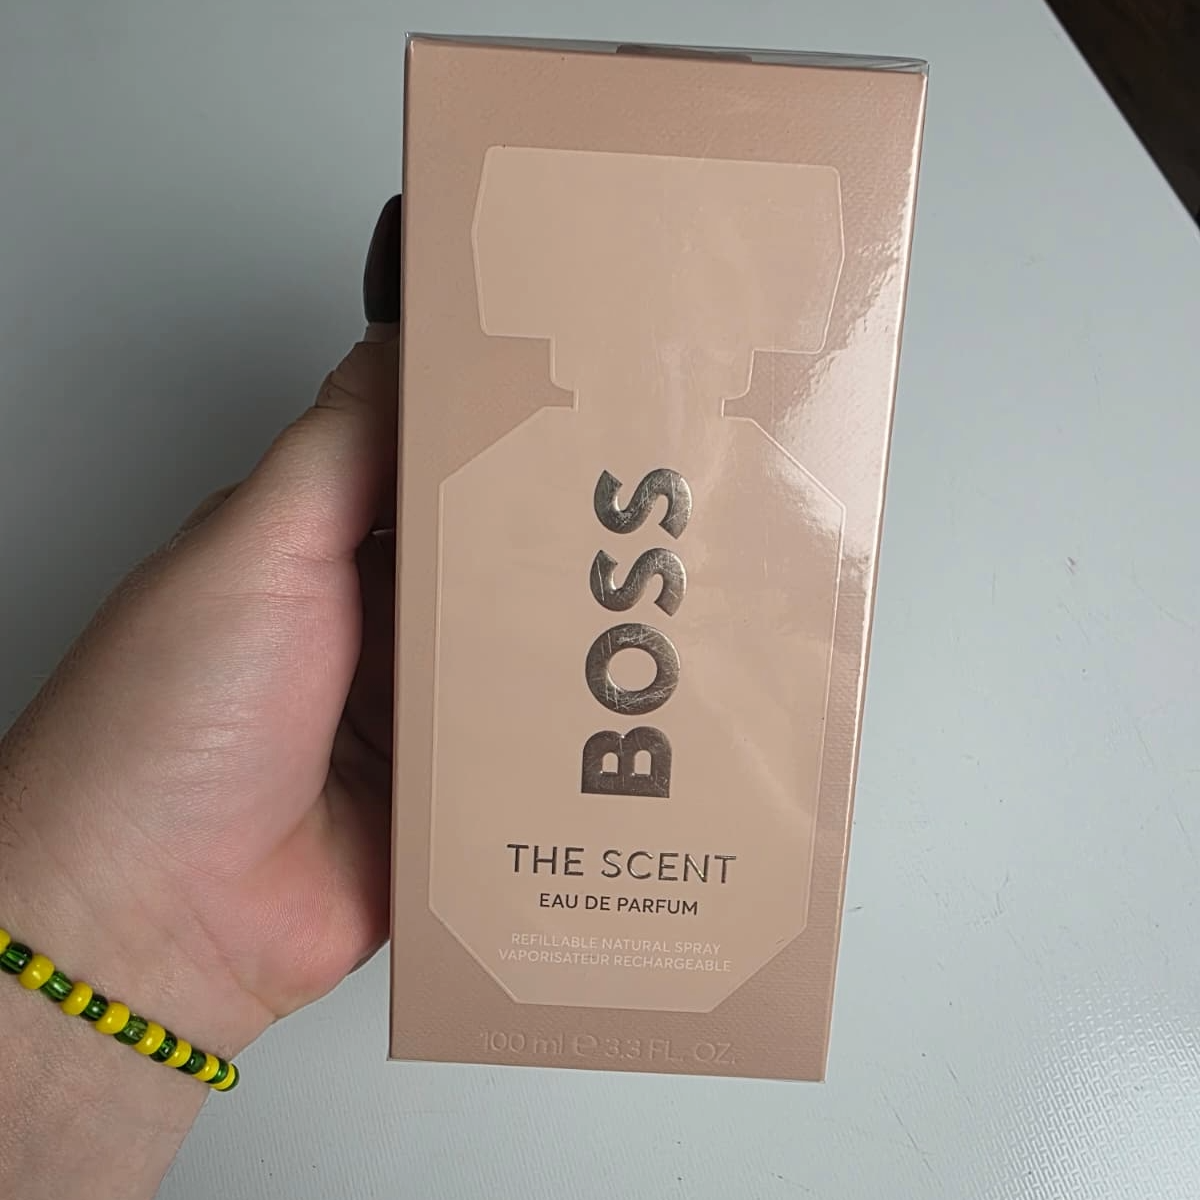 BOSS
THE SCENT
EAU DE PARFUM
REFILLABLE NATURAL SPRAY
VAPORISATEUR RECHARGEABLE
100 ml ℮ 3.3 FL. OZ.